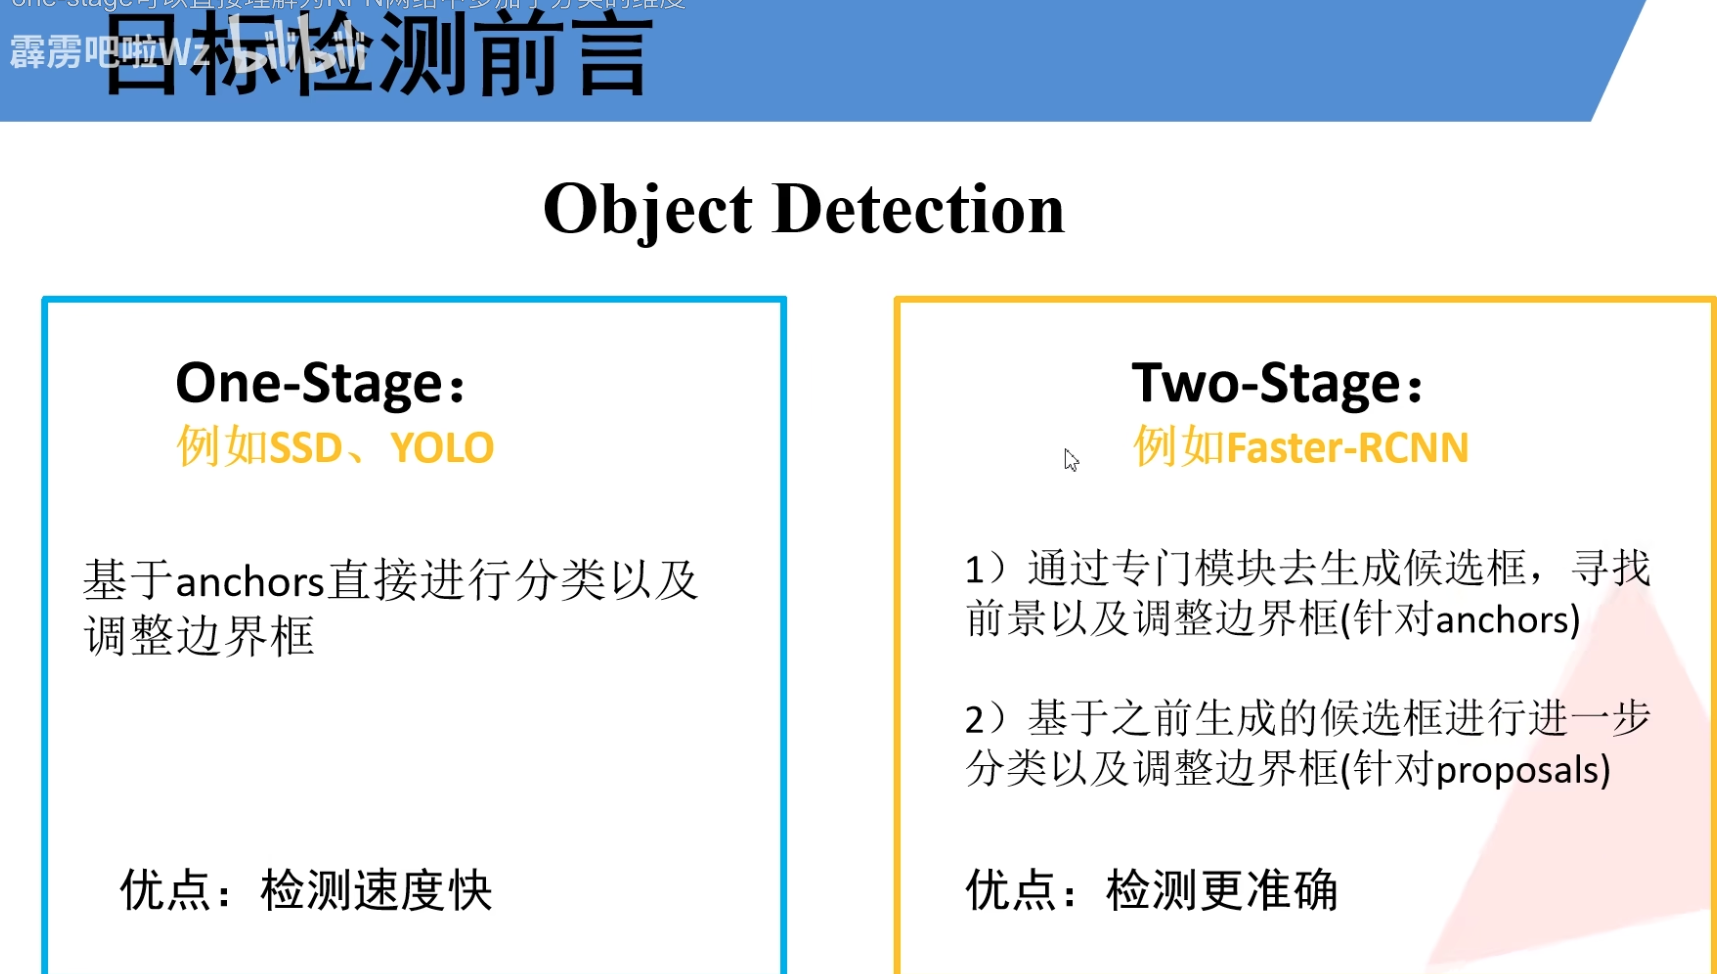 one-stage可以直接理解为RPN网络中多加了分类的维度
霹雳吧啦Wz bilibili
目标检测前言
Object Detection
One-Stage：
例如SSD、YOLO
基于anchors直接进行分类以及
调整边界框
优点：检测速度快
Two-Stage：
例如Faster-RCNN
1）通过专门模块去生成候选框，寻找
前景以及调整边界框(针对anchors)
2）基于之前生成的候选框进行进一步
分类以及调整边界框(针对proposals)
优点：检测更准确